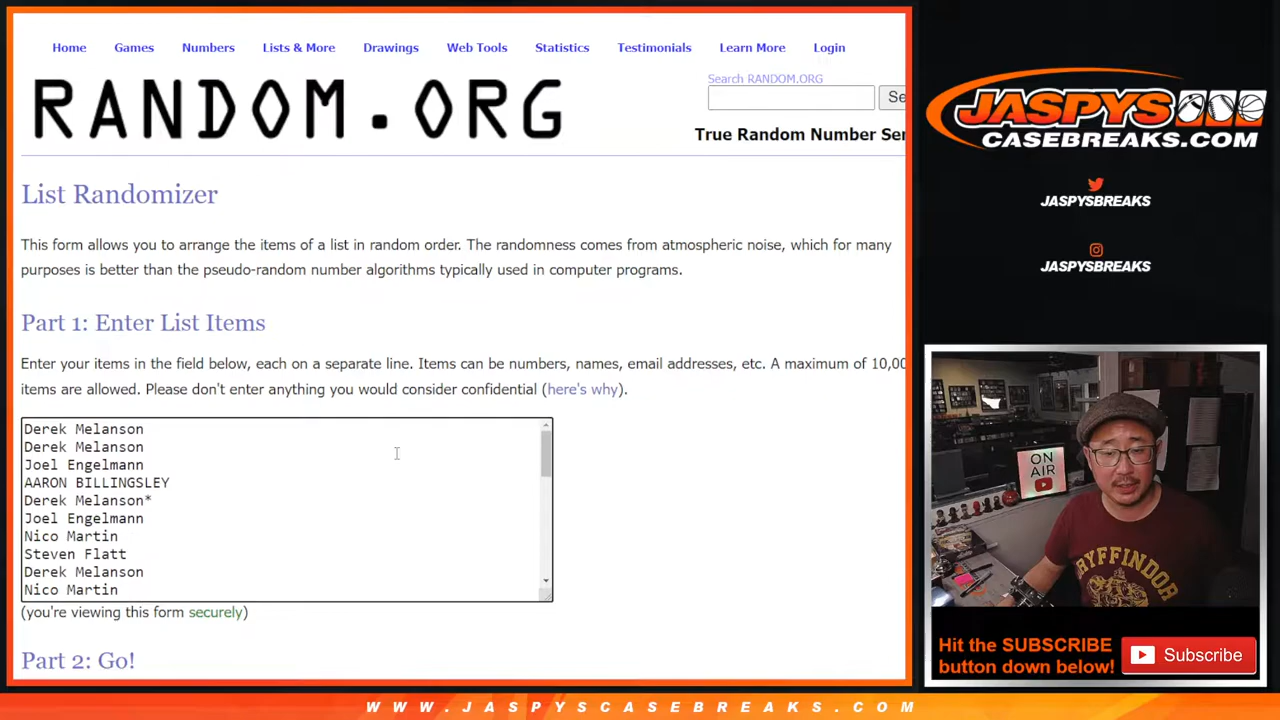 Home Games Numbers Lists & More Drawings Web Tools Statistics Testimonials Learn More Login
RANDOM.ORG
Search RANDOM.ORG
Se
True Random Number Ser
List Randomizer
This form allows you to arrange the items of a list in random order. The randomness comes from atmospheric noise, which for many
purposes is better than the pseudo-random number algorithms typically used in computer programs.
Part 1: Enter List Items
Enter your items in the field below, each on a separate line. Items can be numbers, names, email addresses, etc. A maximum of 10,00
items are allowed. Please don't enter anything you would consider confidential (here's why).
Derek Melanson
Derek Melanson
Joel Engelmann
AARON BILLINGSLEY
Derek Melanson*
Joel Engelmann
Nico Martin
Steven Flatt
Derek Melanson
Nico Martin
(you're viewing this form securely)
Part 2: Go!
JASPYS
CASEBREAKS.COM
JASPYSBREAKS
JASPYSBREAKS
ON
AIR
RYFFINDOR
Hit the SUBSCRIBE
button down below!
Subscribe
WWW.JASPYSCASEBREAKS.COM